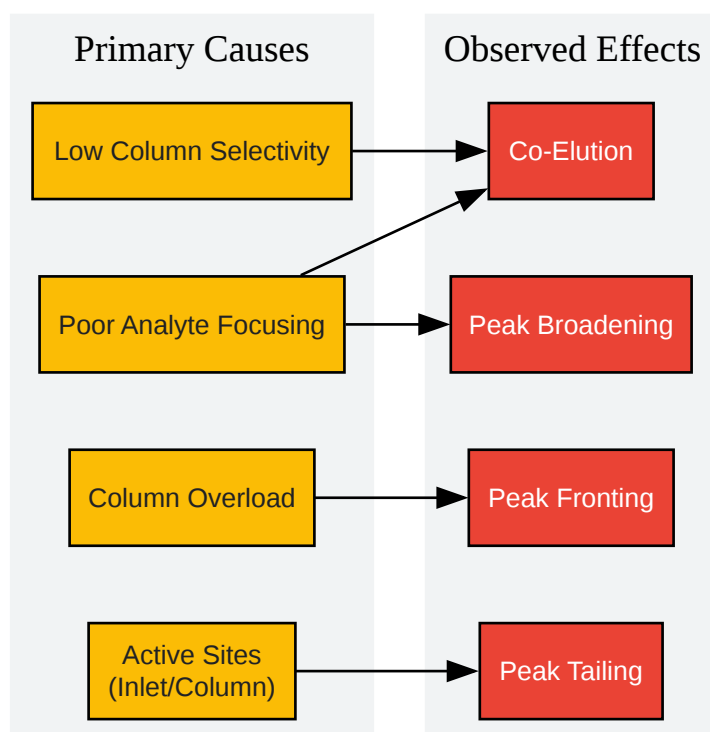 Primary Causes
Observed Effects
Low Column Selectivity
Co-Elution
Poor Analyte Focusing
Peak Broadening
Column Overload
Peak Fronting
Active Sites
(Inlet/Column)
Peak Tailing